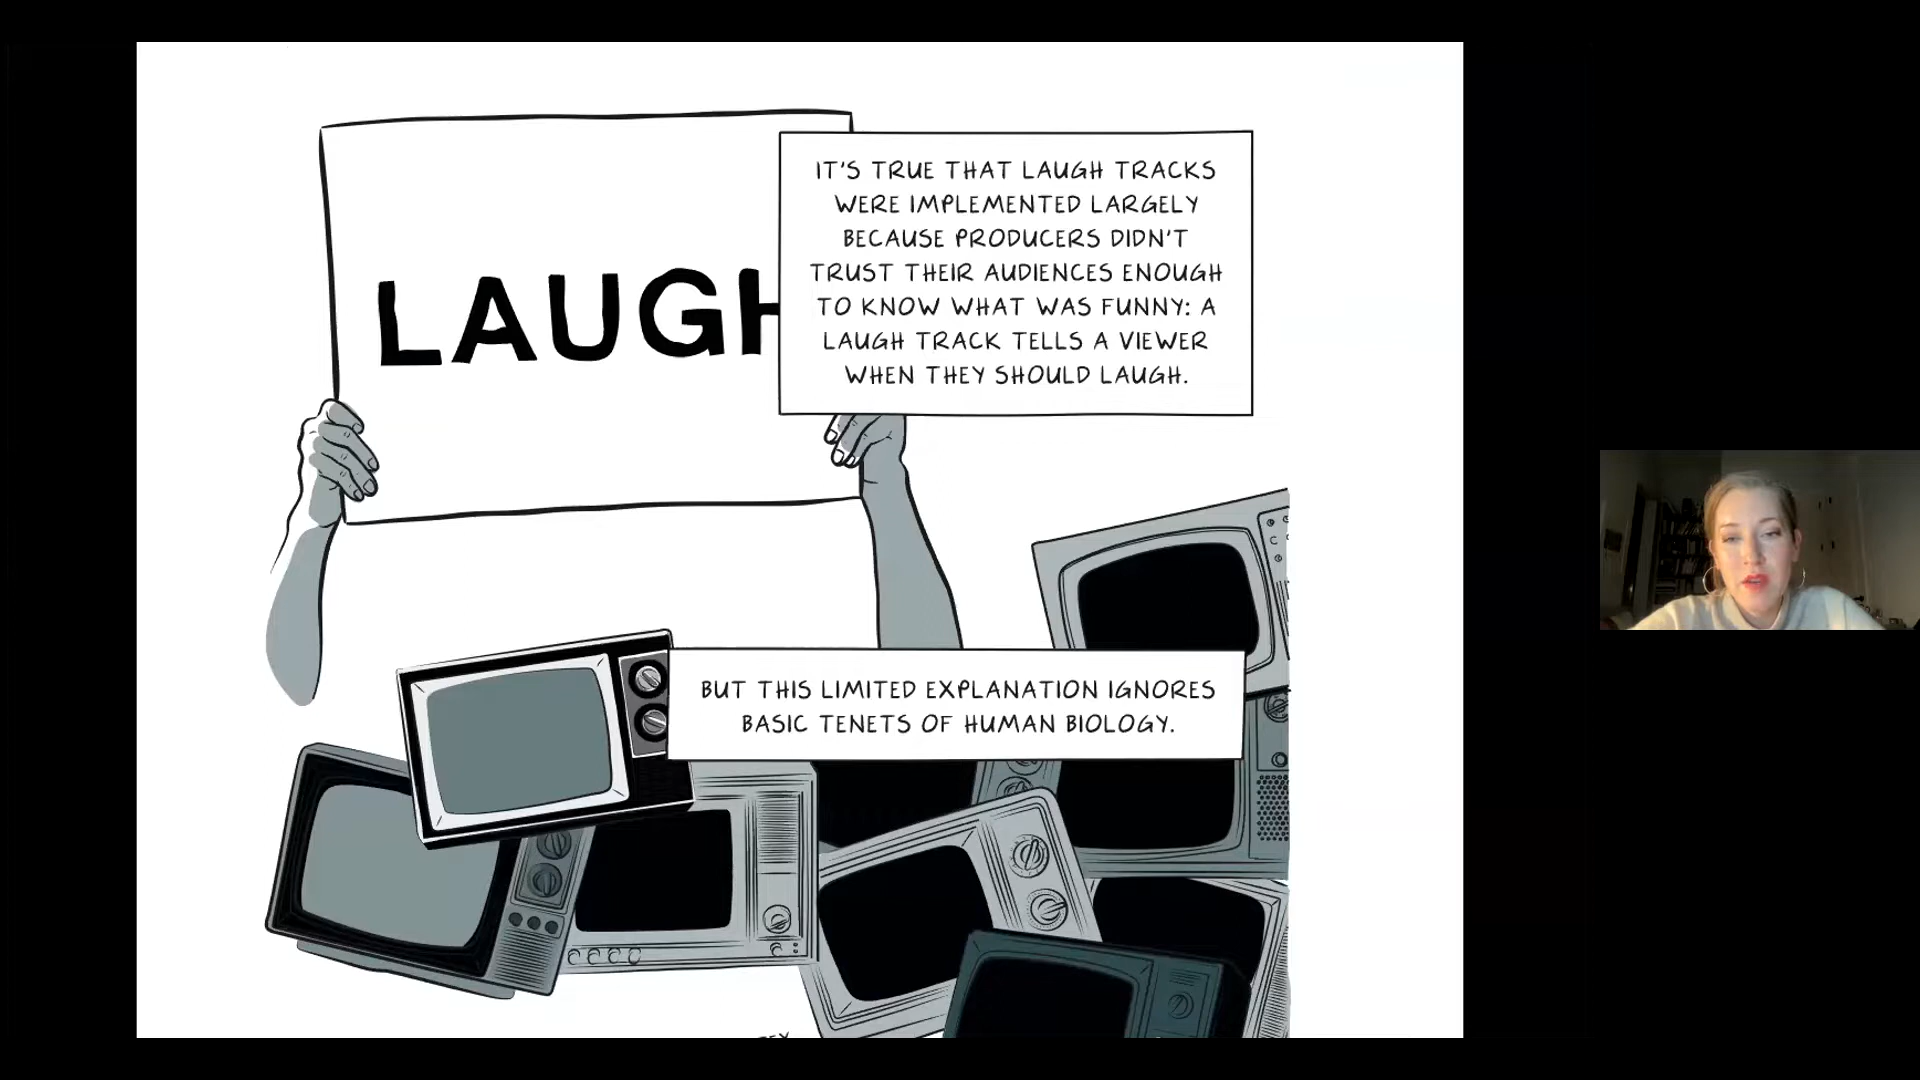 LAUGH
IT'S TRUE THAT LAUGH TRACKS
WERE IMPLEMENTED LARGELY
BECAUSE PRODUCERS DIDN'T
TRUST THEIR AUDIENCES ENOUGH
TO KNOW WHAT WAS FUNNY: A
LAUGH TRACK TELLS A VIEWER
WHEN THEY SHOULD LAUGH.
BUT THIS LIMITED EXPLANATION IGNORES
BASIC TENETS OF HUMAN BIOLOGY.